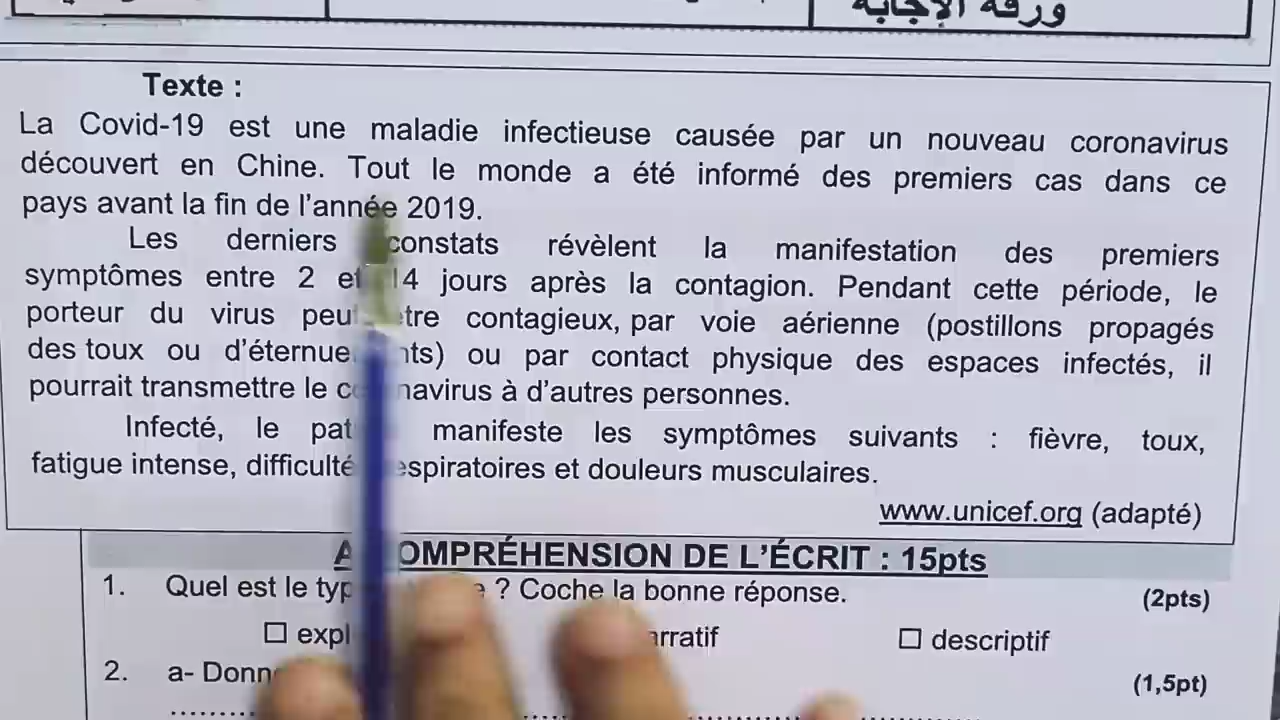 ورقة الإجابة
Texte :
La Covid-19 est une maladie infectieuse causée par un nouveau coronavirus
découvert en Chine. Tout le monde a été informé des premiers cas dans ce
pays avant la fin de l'année 2019.
Les derniers constats révèlent la manifestation des premiers
symptômes entre 2 et 14 jours après la contagion. Pendant cette période, le
porteur du virus peut être contagieux, par voie aérienne (postillons propagés
des toux ou d'éternuements) ou par contact physique des espaces infectés, il
pourrait transmettre le coronavirus à d'autres personnes.
Infecté, le manifeste les symptômes suivants : fièvre, toux,
fatigue intense, difficultés respiratoires et douleurs musculaires.
www.unicef.org (adapté)
COMPRÉHENSION DE L'ÉCRIT : 15pts
1. Quel est le ? Coche la bonne réponse. (2pts)
☐ narratif ☐ descriptif
2. a- (1,5pt)